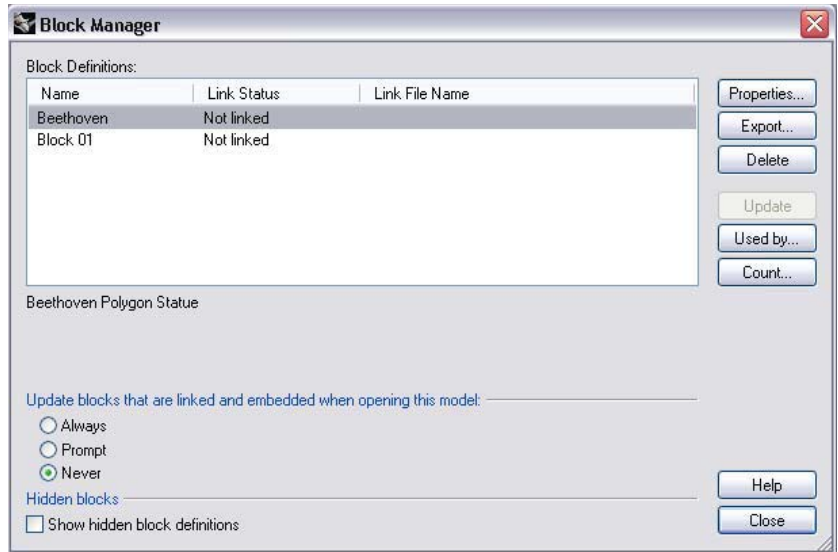 Block Manager
Block Definitions:
Name Link Status Link File Name
Beethoven Not linked
Block 01 Not linked
Properties...
Export...
Delete
Update
Used by...
Count...
Beethoven Polygon Statue
Update blocks that are linked and embedded when opening this model:
Always
Prompt
Never
Hidden blocks
Show hidden block definitions
Help
Close